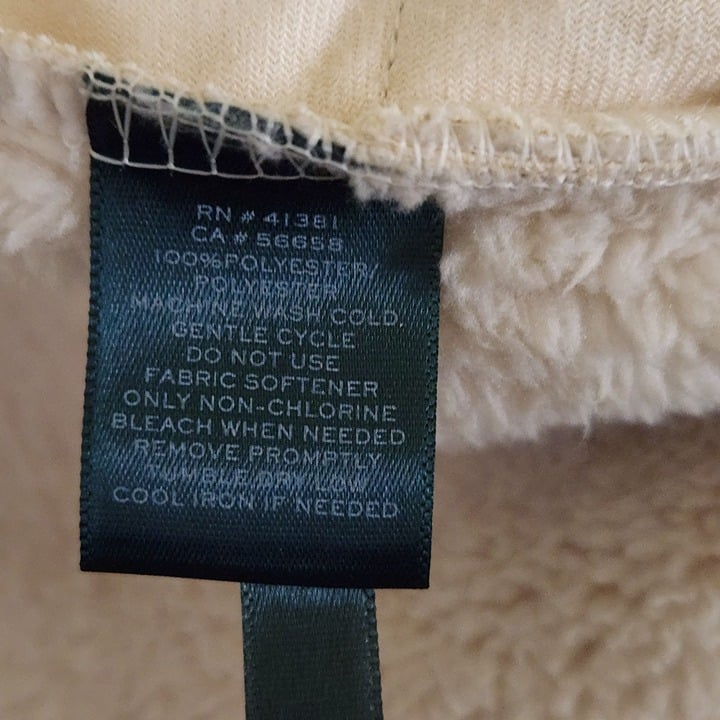 RN # 41381
CA # 56658
100% POLYESTER/
POLYESTER
MACHINE WASH COLD,
GENTLE CYCLE
DO NOT USE
FABRIC SOFTENER
ONLY NON-CHLORINE
BLEACH WHEN NEEDED
REMOVE PROMPTLY
TUMBLE DRY LOW
COOL IRON IF NEEDED